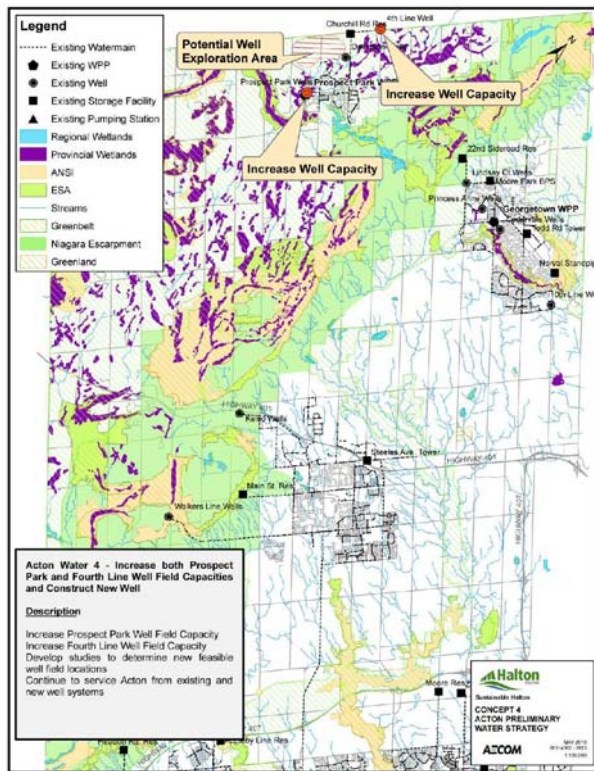 Legend
Existing Watermain
Existing WPP
Existing Well
Existing Storage Facility
Existing Pumping Station
Regional Wetlands
Provincial Wetlands
ANSI
ESA
Streams
Greenbelt
Niagara Escarpment
Greenland
Churchill Rd Res
4th Line Well
Potential Well
Exploration Area
Prospect Park
Increase Well Capacity
Increase Well Capacity
22nd Sideroad Res
Lindsay Ct Wells
Moore Park BPS
Princess Anne Wells
Georgetown WPP
Todd Rd Tower
Norval Standpip
HIGHWAY 401
Kelso Wells
Steeles Ave. Tower
HIGHWAY 401
Main St. Res
Walkers Line Wells
Acton Water 4 - Increase both Prospect
Park and Fourth Line Well Field Capacities
and Construct New Well
Description
Increase Prospect Park Well Field Capacity
Increase Fourth Line Well Field Capacity
Develop studies to determine new feasible
well field locations
Continue to service Acton from existing and
new well systems
Moore Res
Halton
Sustainable Halton
CONCEPT 4
ACTON PRELIMINARY
WATER STRATEGY
AECOM